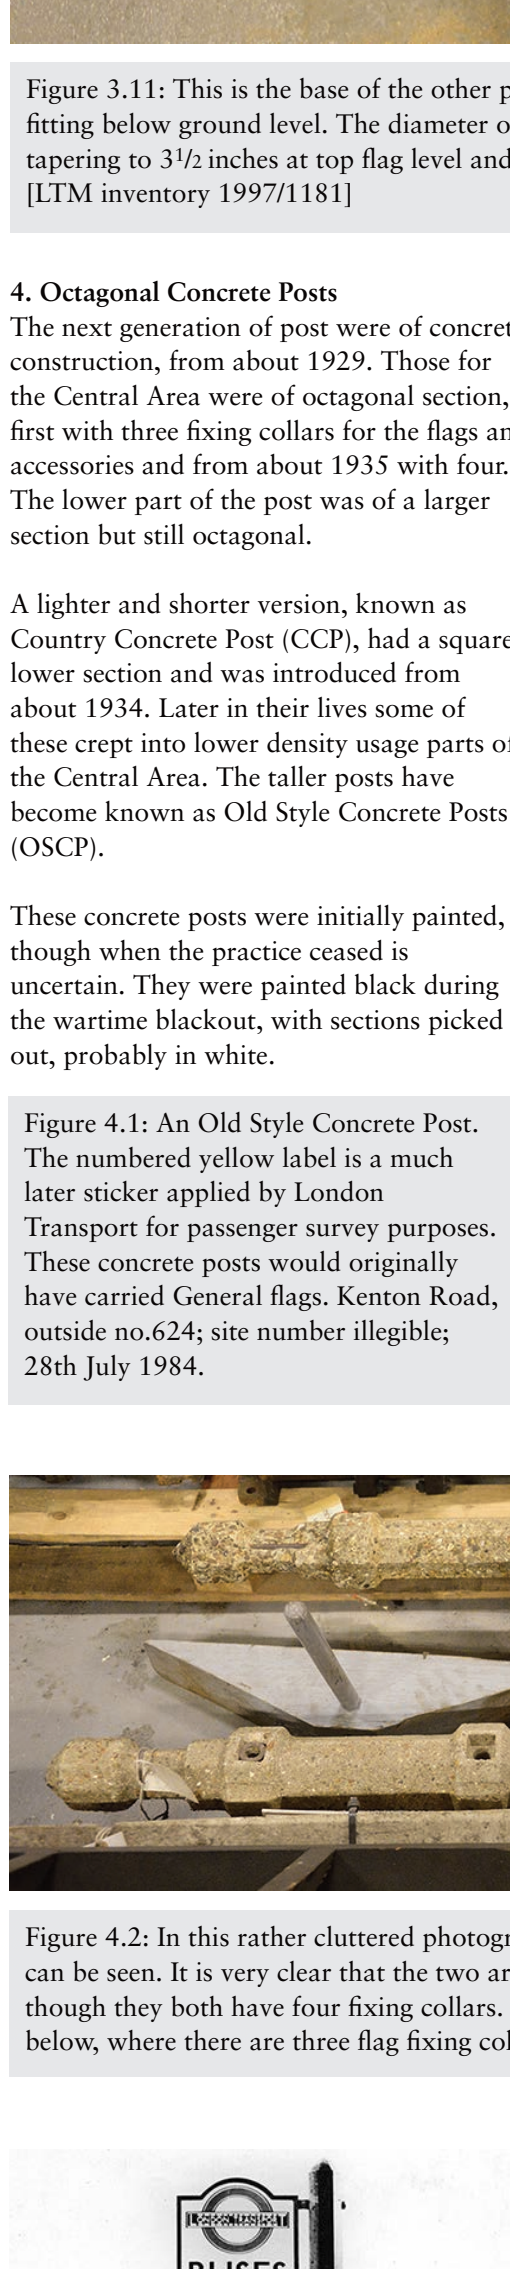 Figure 3.11: This is the base of the other
fitting below ground level. The diameter
tapering to 3½ inches at top flag level and
[LTM inventory 1997/1181]
4. Octagonal Concrete Posts
The next generation of post were of
construction, from about 1929. Those for
the Central Area were of octagonal section,
first with three fixing collars for the flags
accessories and from about 1935 with four.
The lower part of the post was of a larger
section but still octagonal.
A lighter and shorter version, known as
Country Concrete Post (CCP), had a square
lower section and was introduced from
about 1934. Later in their lives some of
these crept into lower density usage parts of
the Central Area. The taller posts have
become known as Old Style Concrete Posts
(OSCP).
These concrete posts were initially painted,
though when the practice ceased is
uncertain. They were painted black during
the wartime blackout, with sections picked
out, probably in white.
Figure 4.1: An Old Style Concrete Post.
The numbered yellow label is a much
later sticker applied by London
Transport for passenger survey purposes.
These concrete posts would originally
have carried General flags. Kenton Road,
outside no.624; site number illegible;
28th July 1984.
Figure 4.2: In this rather cluttered
can be seen. It is very clear that the two
though they both have four fixing collars.
below, where there are three flag fixing
LONDON TRANSPORT
BUSES